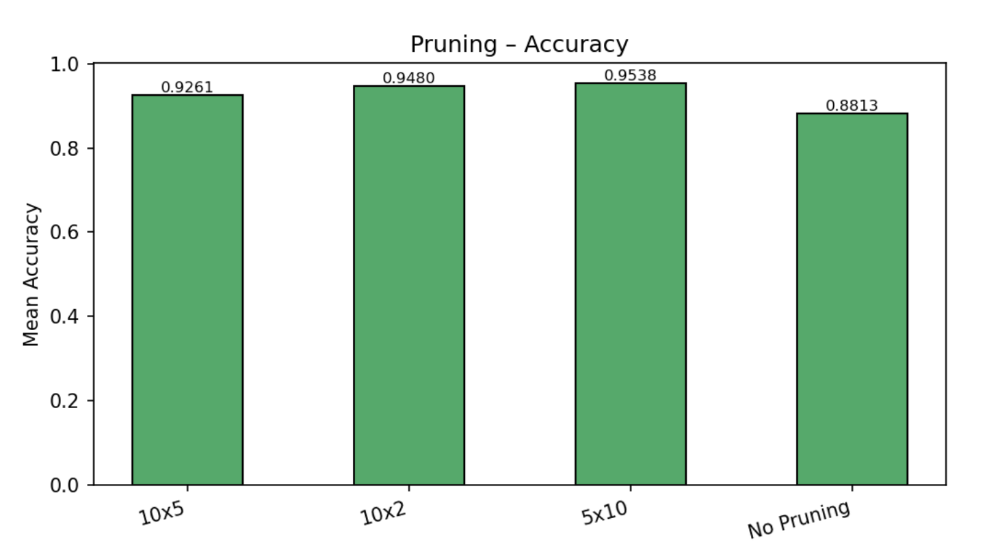 Pruning – Accuracy
1.0
0.8
0.6
0.4
0.2
0.0
Mean Accuracy
0.9261
0.9480
0.9538
0.8813
10x5
10x2
5x10
No Pruning